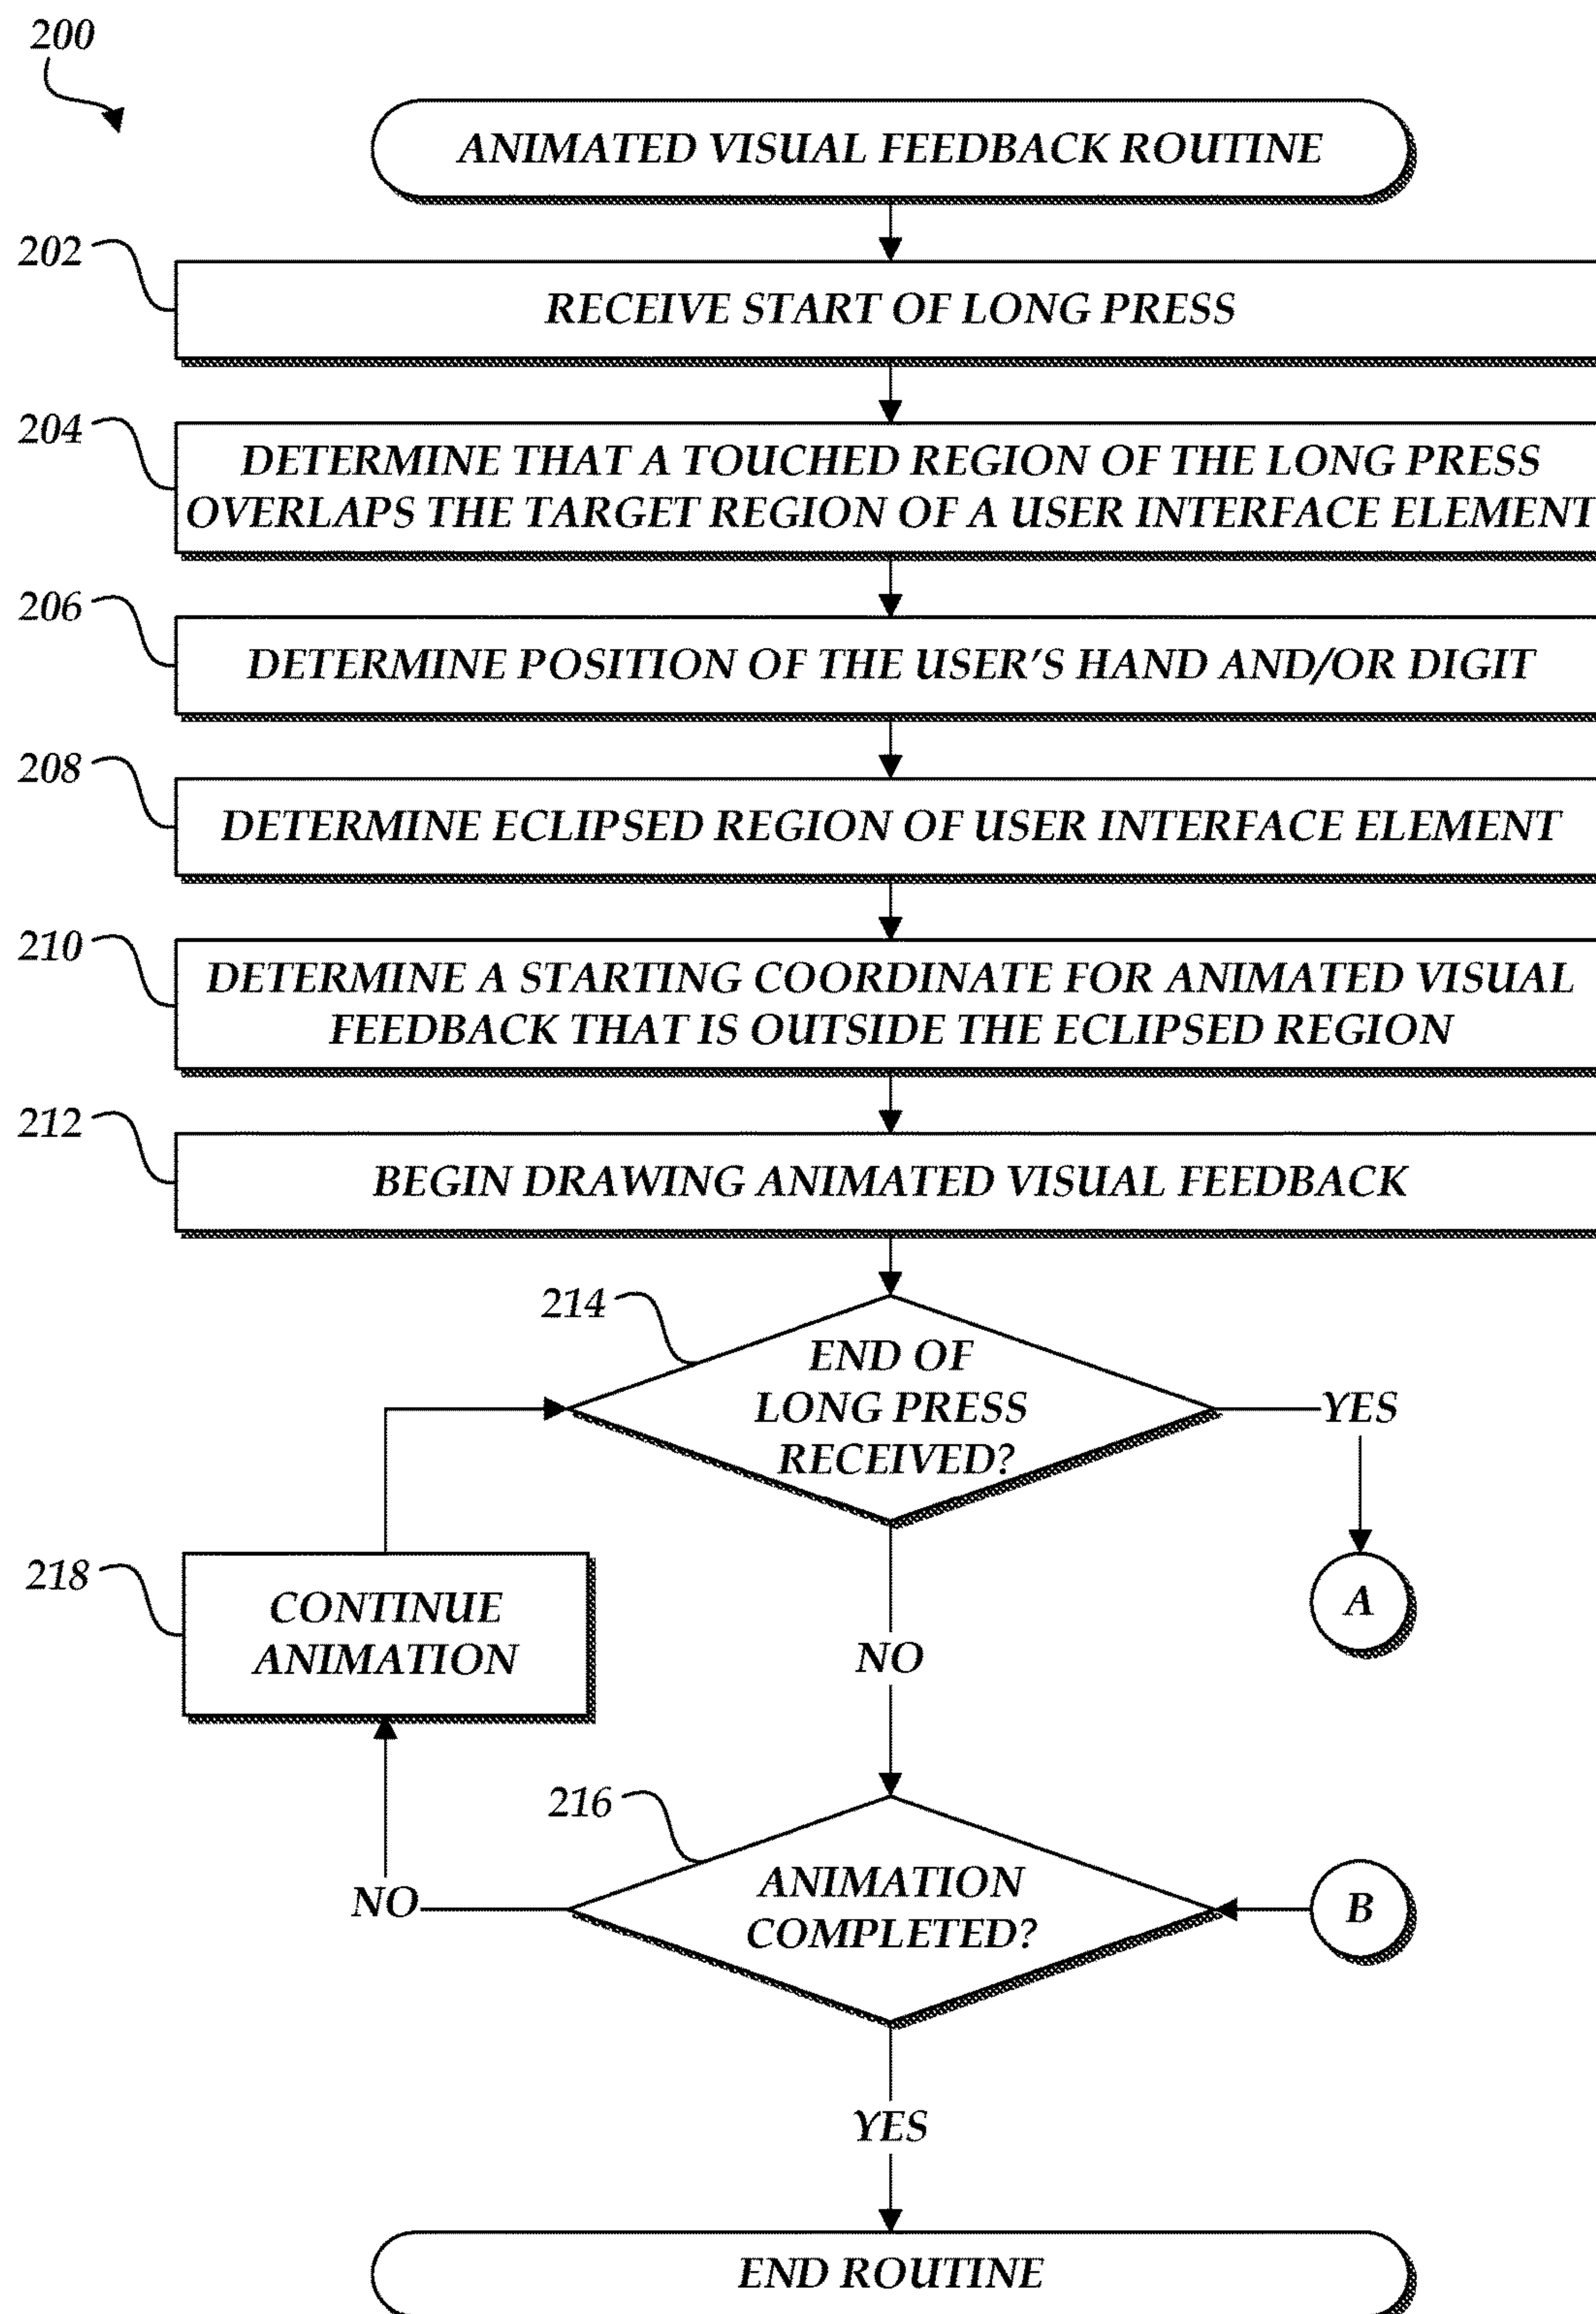 200
ANIMATED VISUAL FEEDBACK ROUTINE
202
RECEIVE START OF LONG PRESS
204
DETERMINE THAT A TOUCHED REGION OF THE LONG PRESS
OVERLAPS THE TARGET REGION OF A USER INTERFACE ELEMENT
206
DETERMINE POSITION OF THE USER'S HAND AND/OR DIGIT
208
DETERMINE ECLIPSED REGION OF USER INTERFACE ELEMENT
210
DETERMINE A STARTING COORDINATE FOR ANIMATED VISUAL
FEEDBACK THAT IS OUTSIDE THE ECLIPSED REGION
212
BEGIN DRAWING ANIMATED VISUAL FEEDBACK
214
END OF
LONG PRESS
RECEIVED?
YES
218
CONTINUE
ANIMATION
A
NO
216
ANIMATION
COMPLETED?
NO
B
YES
END ROUTINE